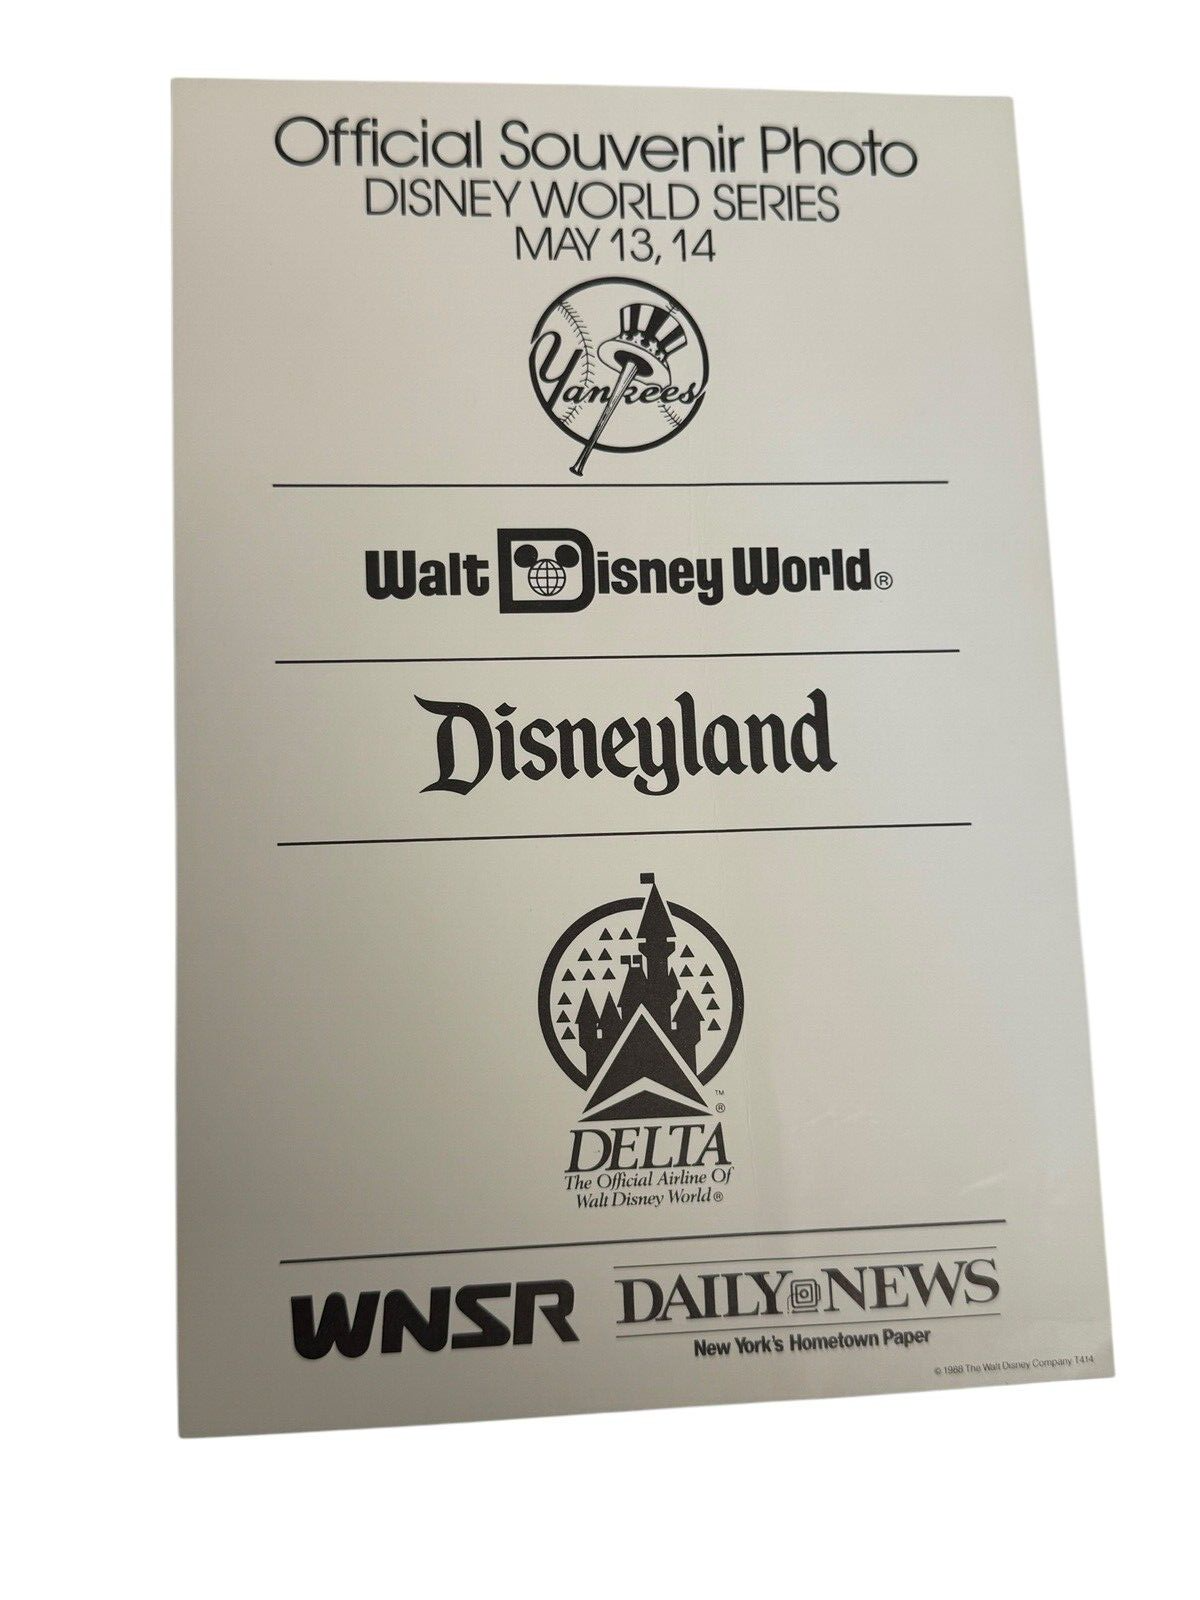 Official Souvenir Photo
DISNEY WORLD SERIES
MAY 13, 14
Yankees
Walt Disney World®
Disneyland
™
®
DELTA
The Official Airline Of
Walt Disney World®
WNSR
DAILY NEWS
New York's Hometown Paper
© 1988 The Walt Disney Company T414